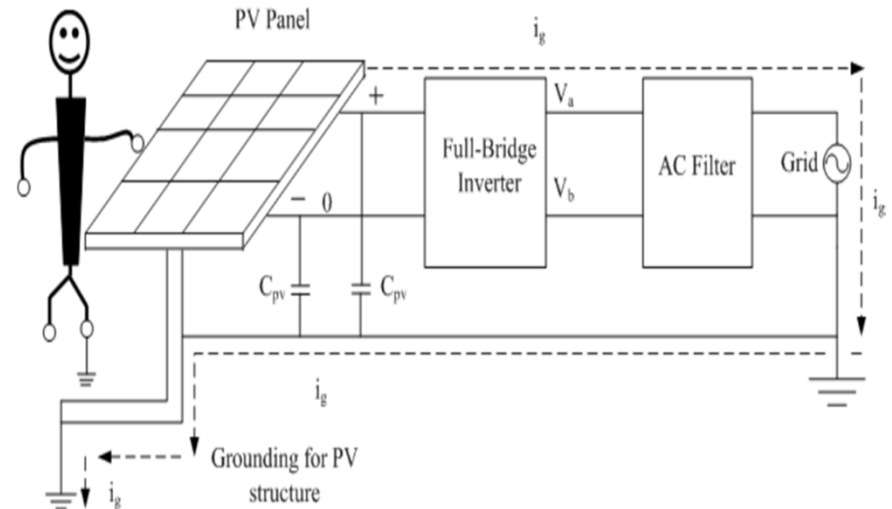 PV Panel
i_g
+
V_a
Full-Bridge
Inverter
AC Filter
Grid
− 0
V_b
i_g
C_pv
C_pv
i_g
Grounding for PV
structure
i_g